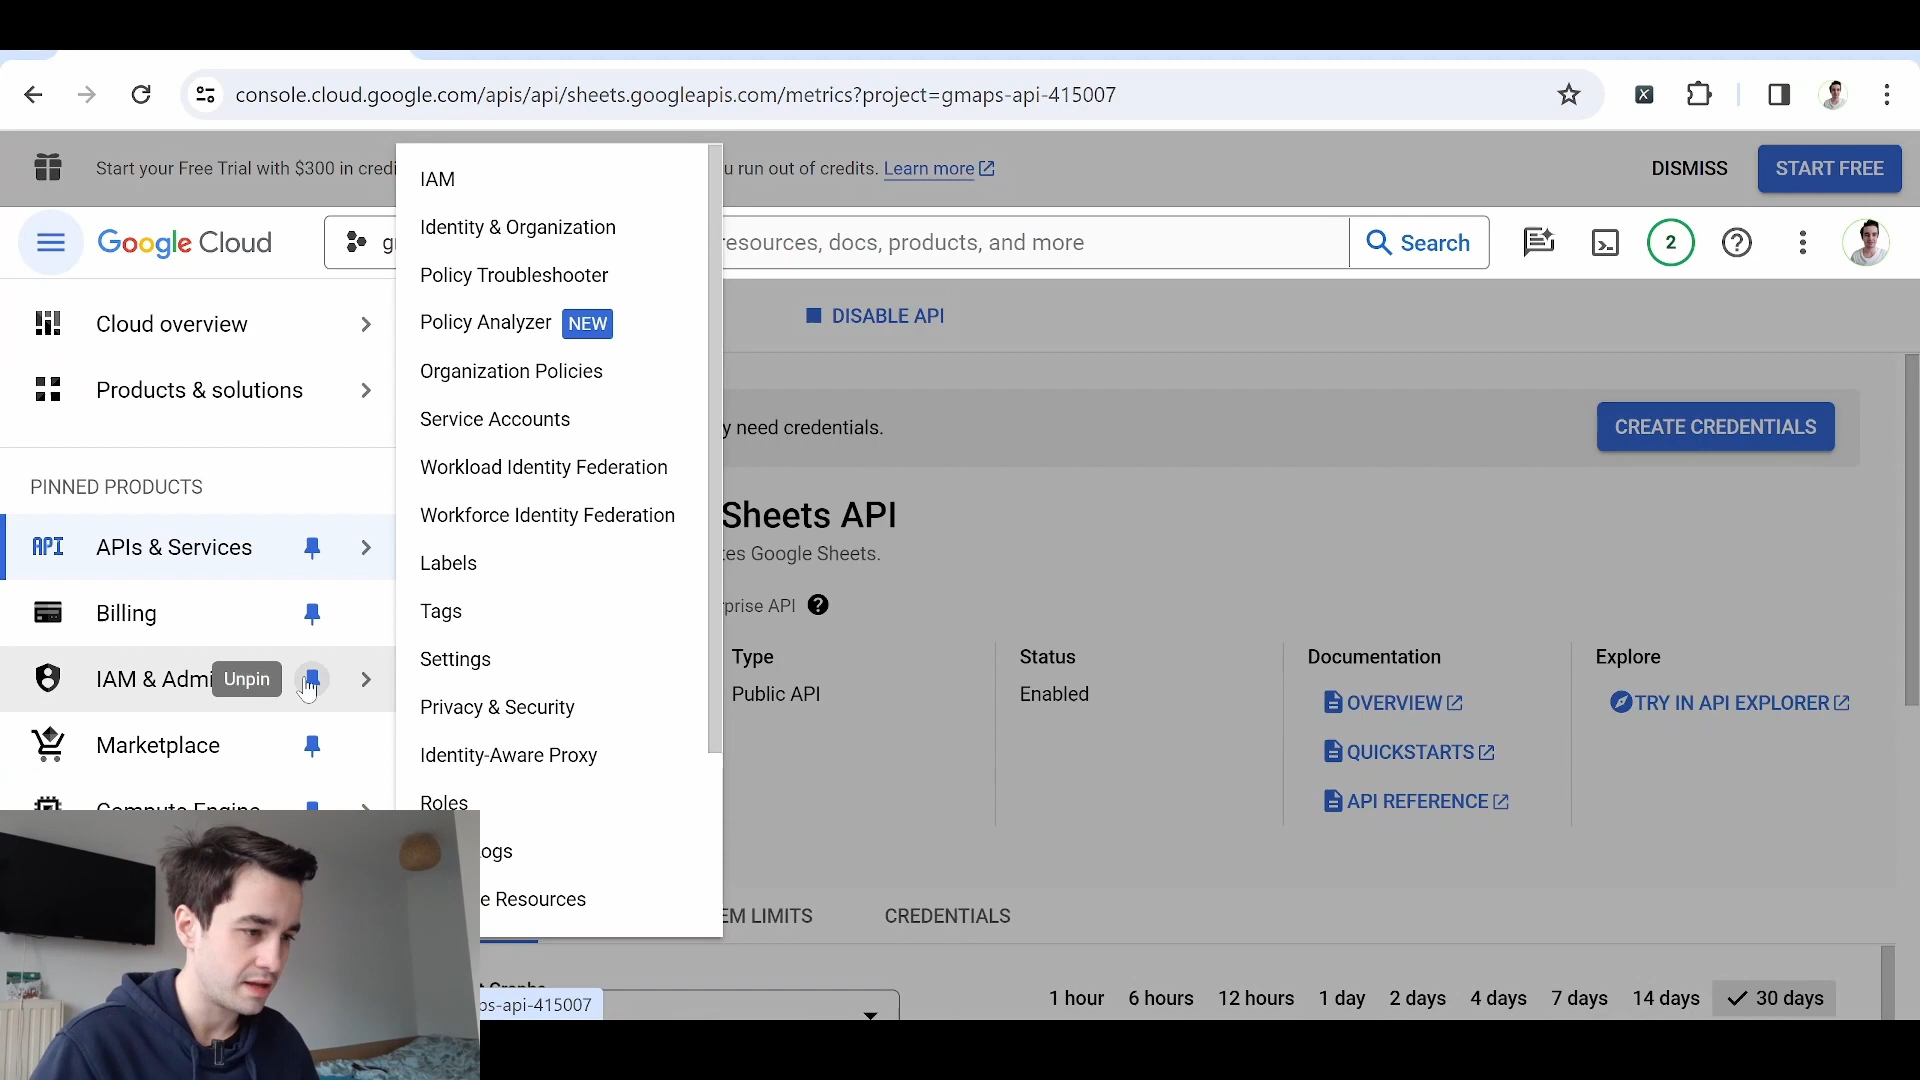 console.cloud.google.com/apis/api/sheets.googleapis.com/metrics?project=gmaps-api-415007
Start your Free Trial with $300 in credi
u run out of credits. Learn more
DISMISS
START FREE
Google Cloud
resources, docs, products, and more
Search
2
Cloud overview
Products & solutions
PINNED PRODUCTS
API APIs & Services
Billing
IAM & Admi
Unpin
Marketplace
Compute Engine
IAM
Identity & Organization
Policy Troubleshooter
Policy Analyzer NEW
Organization Policies
Service Accounts
Workload Identity Federation
Workforce Identity Federation
Labels
Tags
Settings
Privacy & Security
Identity-Aware Proxy
Roles
ogs
e Resources
DISABLE API
y need credentials.
CREATE CREDENTIALS
Sheets API
tes Google Sheets.
rprise API
Type
Public API
Status
Enabled
Documentation
OVERVIEW
QUICKSTARTS
API REFERENCE
Explore
TRY IN API EXPLORER
EM LIMITS
CREDENTIALS
ps-api-415007
1 hour 6 hours 12 hours 1 day 2 days 4 days 7 days 14 days 30 days